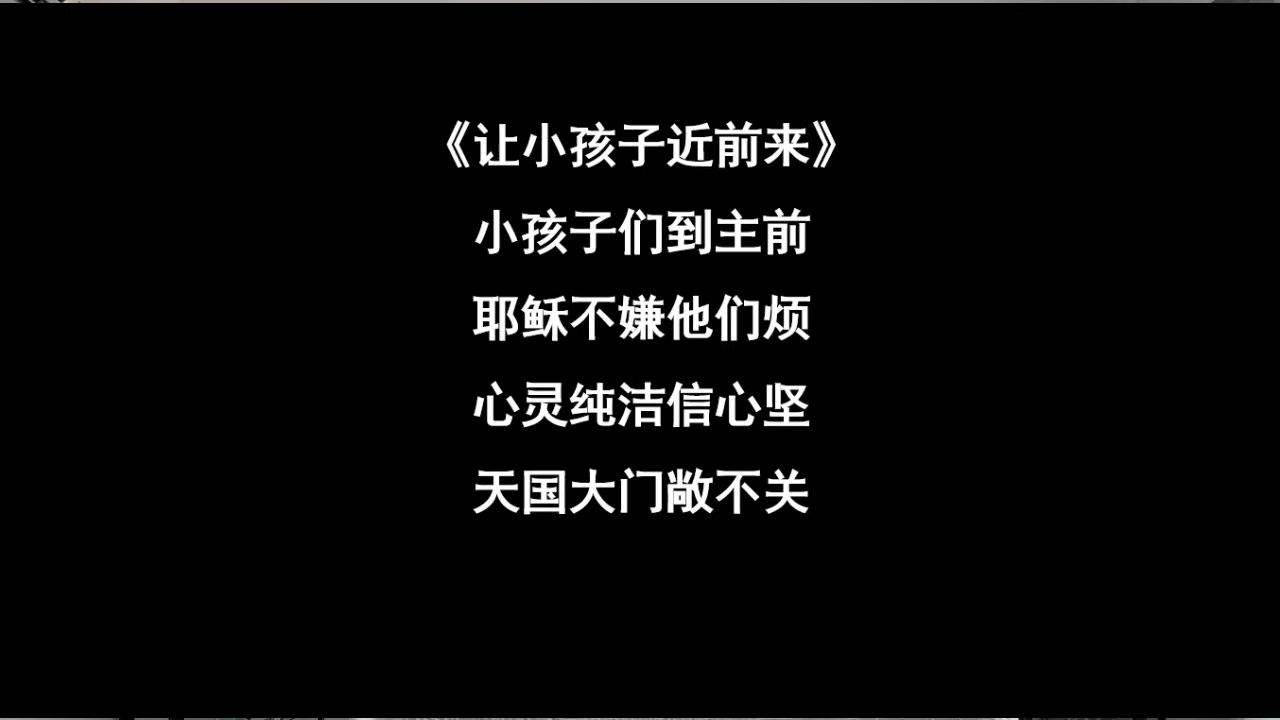 《让小孩子近前来》
小孩子们到主前
耶稣不嫌他们烦
心灵纯洁信心坚
天国大门敞不关